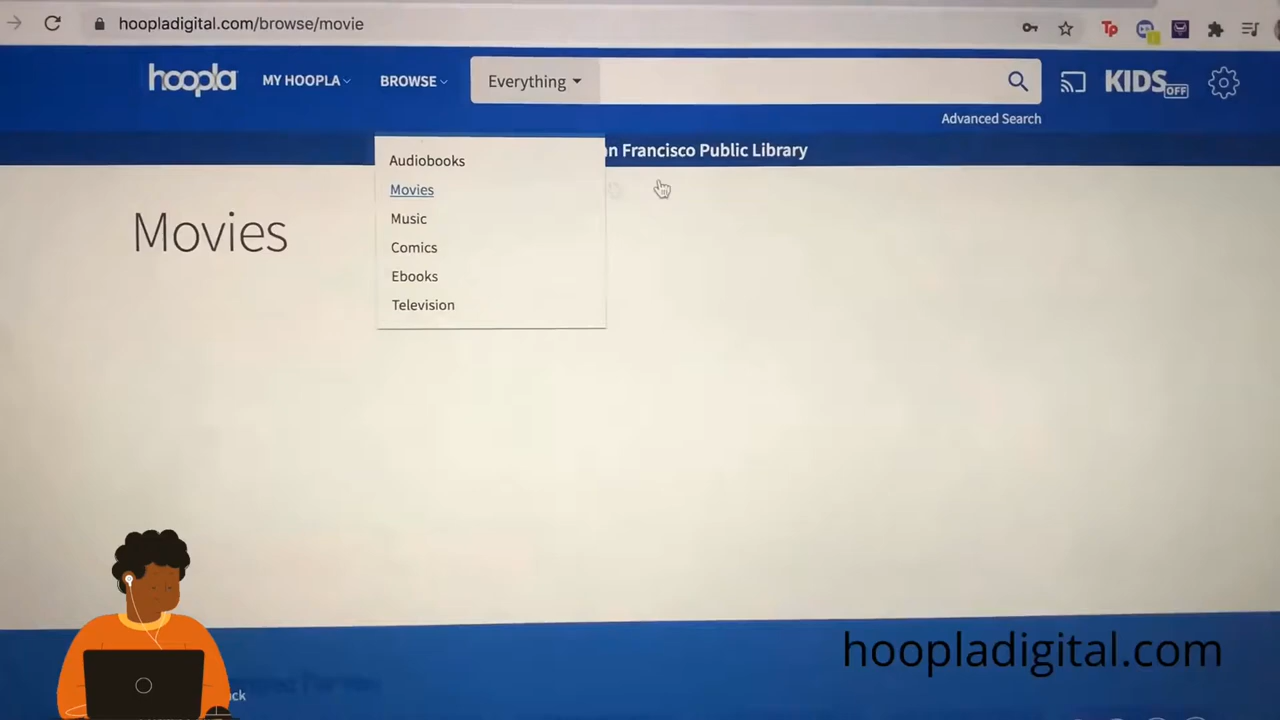 hoopladigital.com/browse/movie
hoopla MY HOOPLA BROWSE Everything KIDS OFF
Advanced Search
Francisco Public Library
Audiobooks
Movies
Music
Comics
Ebooks
Television
Movies
hoopladigital.com